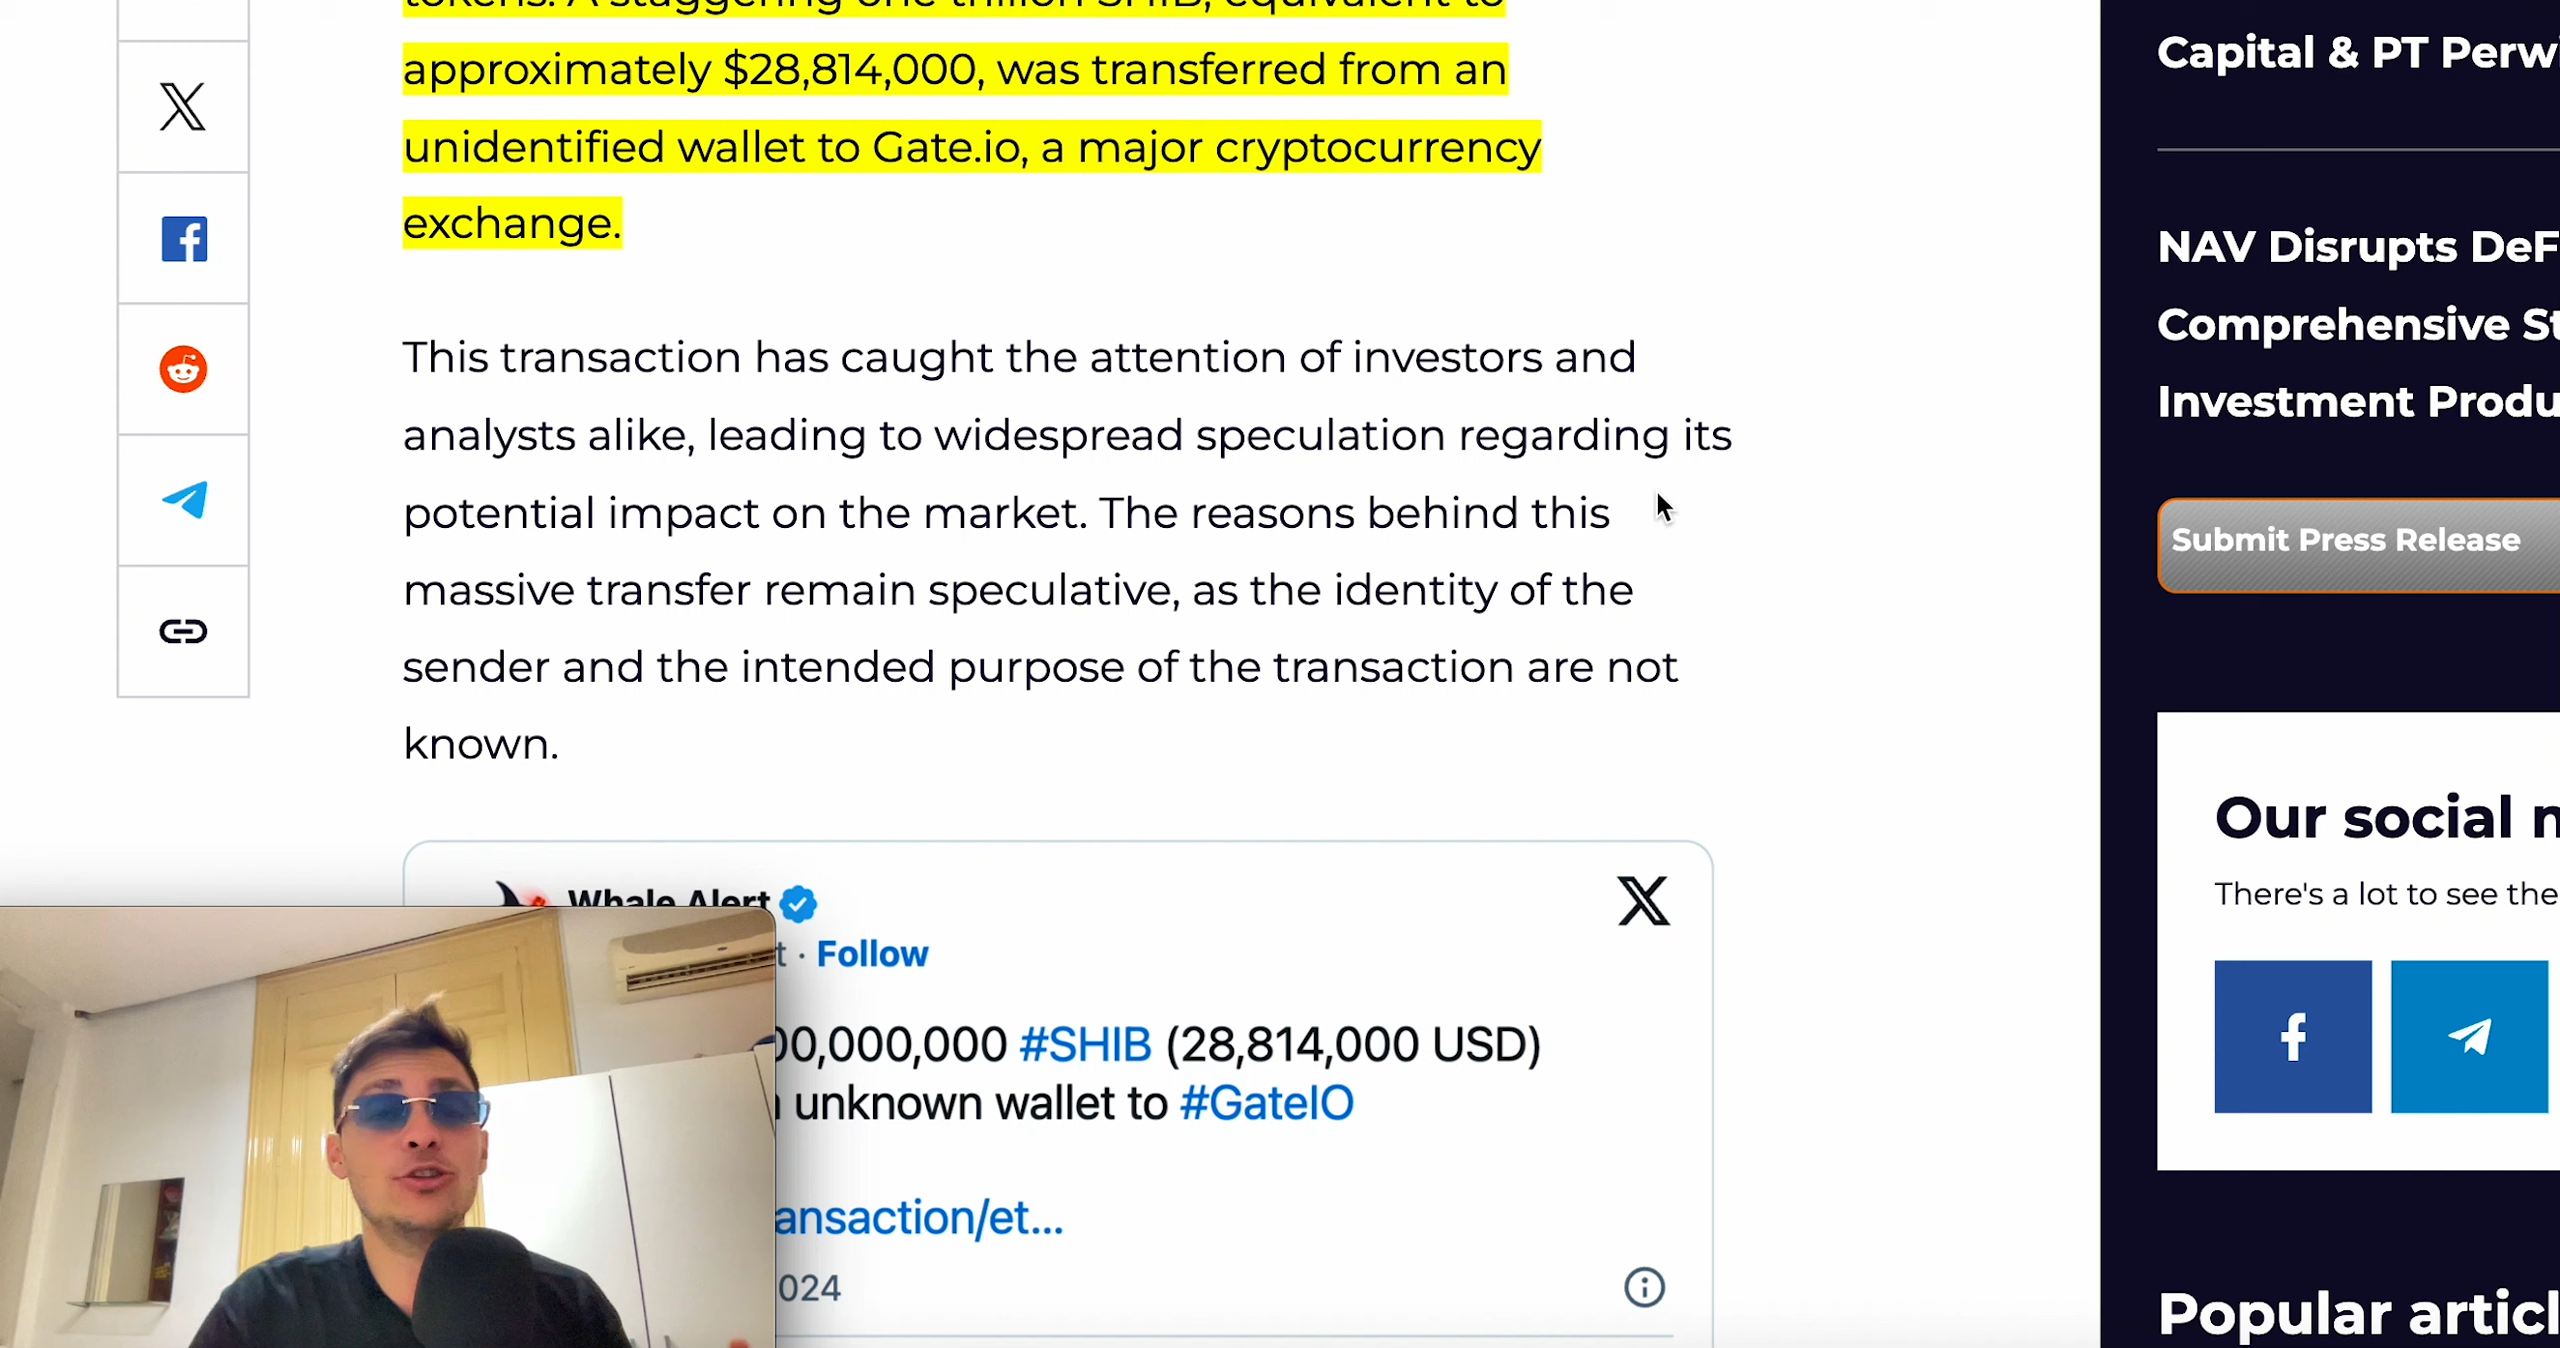 tokens. A staggering one trillion SHIB, equivalent to
approximately $28,814,000, was transferred from an
unidentified wallet to Gate.io, a major cryptocurrency
exchange.
This transaction has caught the attention of investors and
analysts alike, leading to widespread speculation regarding its
potential impact on the market. The reasons behind this
massive transfer remain speculative, as the identity of the
sender and the intended purpose of the transaction are not
known.
Whale Alert
t · Follow
00,000,000 #SHIB (28,814,000 USD)
unknown wallet to #GateIO
ansaction/et...
024
Capital & PT Perwi
NAV Disrupts DeF
Comprehensive St
Investment Produ
Submit Press Release
Our social n
There's a lot to see the
Popular articl